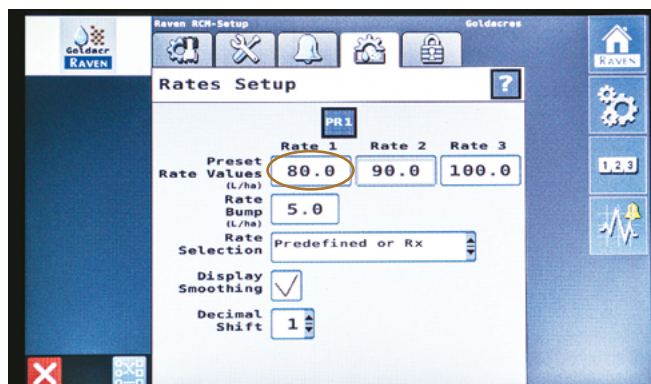 Raven RCM-Setup Goldacres
Goldacr
RAVEN
RAVEN
Rates Setup ?
PR1
Rate 1 Rate 2 Rate 3
Preset
Rate Values 80.0 90.0 100.0
(L/ha)
Rate
Bump 5.0
(L/ha)
Rate
Selection Predefined or Rx
Display
Smoothing
Decimal
Shift 1
1,2,3